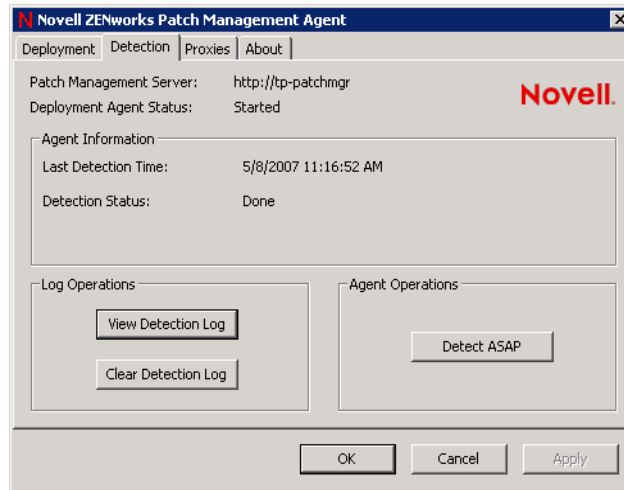 Novell ZENworks Patch Management Agent
Deployment Detection Proxies About
Patch Management Server: http://tp-patchmgr
Deployment Agent Status: Started
Novell.
Agent Information
Last Detection Time: 5/8/2007 11:16:52 AM
Detection Status: Done
Log Operations
Agent Operations
View Detection Log
Detect ASAP
Clear Detection Log
OK Cancel Apply